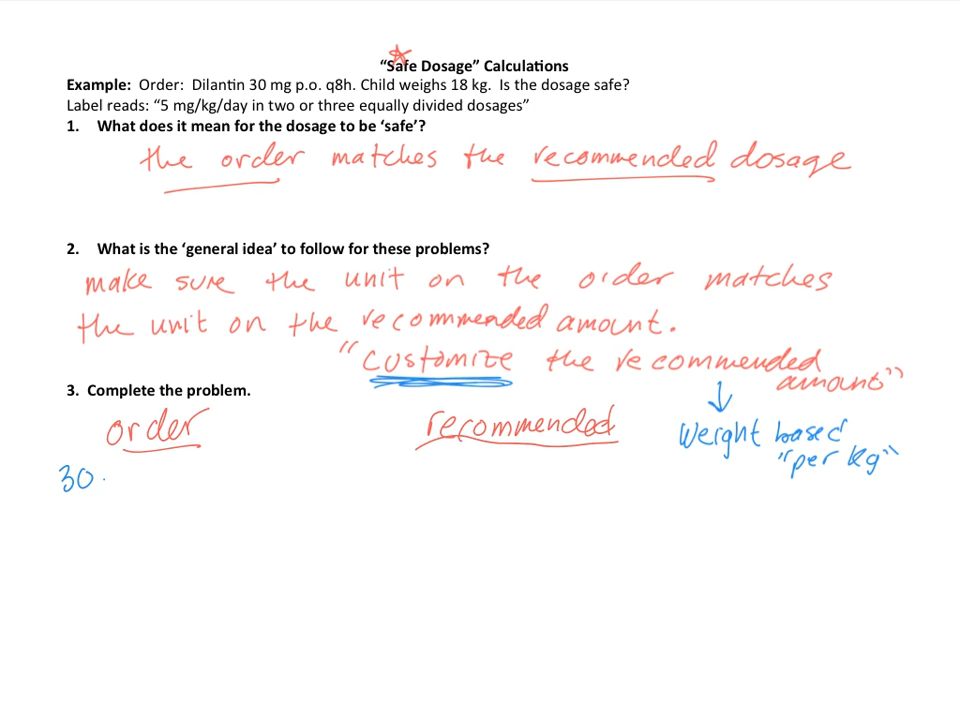 "Safe Dosage" Calculations
Example: Order: Dilantin 30 mg p.o. q8h. Child weighs 18 kg. Is the dosage safe?
Label reads: "5 mg/kg/day in two or three equally divided dosages"
1. What does it mean for the dosage to be 'safe'?
the order matches the recommended dosage
2. What is the 'general idea' to follow for these problems?
make sure the unit on the order matches
the unit on the recommended amount.
"customize the recommended
amount"
3. Complete the problem.
order recommended
Weight based
"per kg"
30